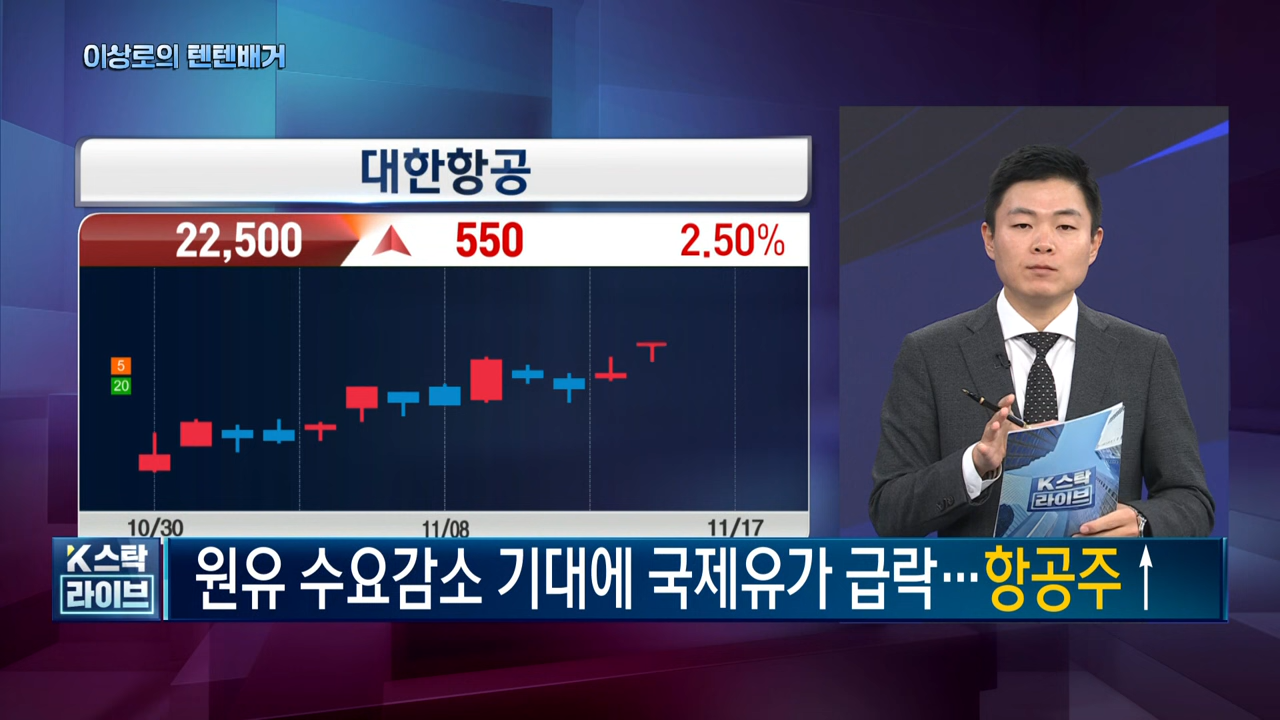 이상로의 텐텐배거
대한항공
22,500 550 2.50%
5
20
10/30 11/08 11/17
K스탁
라이브
K스탁
라이브
원유 수요감소 기대에 국제유가 급락…항공주↑